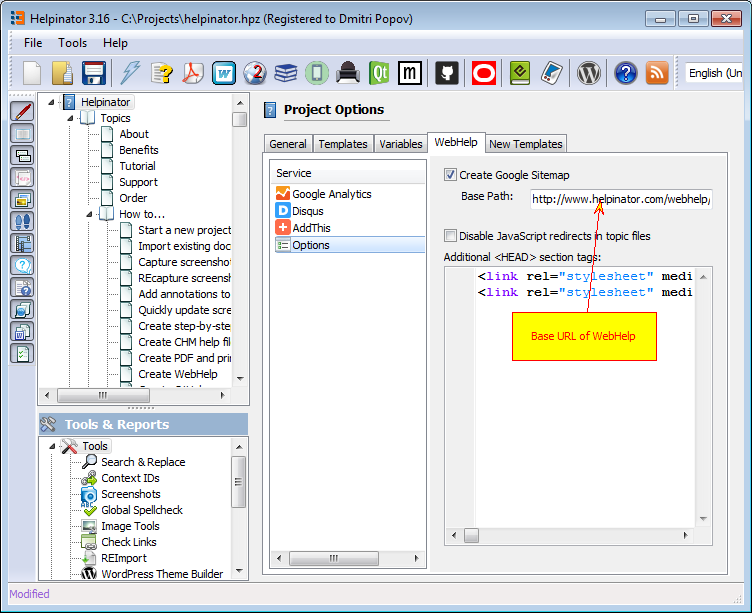 Helpinator 3.16 - C:\Projects\helpinator.hpz (Registered to Dmitri Popov)
File Tools Help
English (Un
Helpinator
Topics
About
Benefits
Tutorial
Support
Order
How to...
Start a new project
Import existing doc
Capture screenshot
REcapture screensh
Add annotations to
Quickly update scre
Create step-by-step
Create CHM help file
Create PDF and prin
Create WebHelp
Tools & Reports
Tools
Search & Replace
Context IDs
Screenshots
Global Spellcheck
Image Tools
Check Links
REImport
WordPress Theme Builder
Project Options
General Templates Variables WebHelp New Templates
Service
Google Analytics
Disqus
AddThis
Options
Create Google Sitemap
Base Path: http://www.helpinator.com/webhelp/
Disable JavaScript redirects in topic files
Additional <HEAD> section tags:
<link rel="stylesheet" medi
<link rel="stylesheet" medi
Base URL of WebHelp
Modified